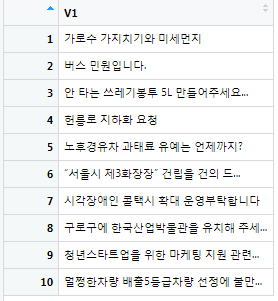 V1
1 가로수 가지치기와 미세먼지
2 버스 민원입니다.
3 안 타는 쓰레기봉투 5L 만들어주세요...
4 헌릉로 지하화 요청
5 노후경유차 과태료 유예는 언제까지?
6 "서울시 제3화장장" 건립을 건의 드...
7 시각장애인 콜택시 확대 운영부탁합니다
8 구로구에 한국산업박물관을 유치해 주세...
9 청년스타트업을 위한 마케팅 지원 관련...
10 멀쩡한차량 배출5등급차량 선정에 불만...